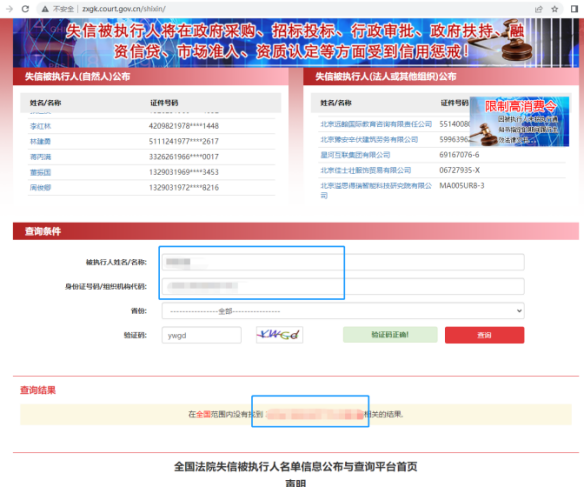 不安全 | zxgk.court.gov.cn/shixin/
失信被执行人将在政府采购、招标投标、行政审批、政府扶持、融
资信贷、市场准入、资质认定等方面受到信用惩戒!
失信被执行人(自然人)公布
姓名/名称 证件号码
李红林 4209821978****1448
林建勇 5111241977****2617
周丙涌 3326261966****0017
董振国 1329031969****3453
周俊卿 1329031972****8216
失信被执行人(法人或其他组织)公布
姓名/名称 证件号码
限制高消费令
北京远翰国际教育咨询有限责任公司 5514008
北京豫安辛伏建筑劳务有限公司 5996396
星河互联集团有限公司 69167076-6
北京佳士社服饰贸易有限公司 06727935-X
北京溢思得瑞智能科技研究院有限公司 MA005UR8-3
查询条件
被执行人姓名/名称:
身份证号码/组织机构代码:
省份: ----------------全部----------------
验证码: ywgd YWGd 验证码正确! 查询
查询结果
在全国范围内没有找到 相关的结果.
全国法院失信被执行人名单信息公布与查询平台首页
声明